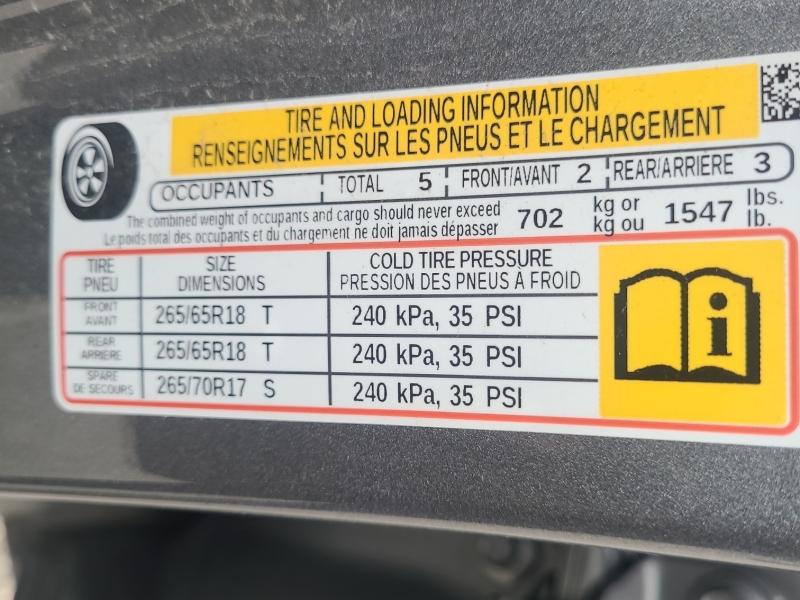 TIRE AND LOADING INFORMATION
RENSEIGNEMENTS SUR LES PNEUS ET LE CHARGEMENT
OCCUPANTS TOTAL 5 FRONT/AVANT 2 REAR/ARRIÈRE 3
The combined weight of occupants and cargo should never exceed 702 kg or 1547 lbs.
Le poids total des occupants et du chargement ne doit jamais dépasser kg ou lb.
TIRE SIZE COLD TIRE PRESSURE
PNEU DIMENSIONS PRESSION DES PNEUS À FROID
FRONT
AVANT 265/65R18 T 240 kPa, 35 PSI
REAR
ARRIÈRE 265/65R18 T 240 kPa, 35 PSI
SPARE
DE SECOURS 265/70R17 S 240 kPa, 35 PSI
i